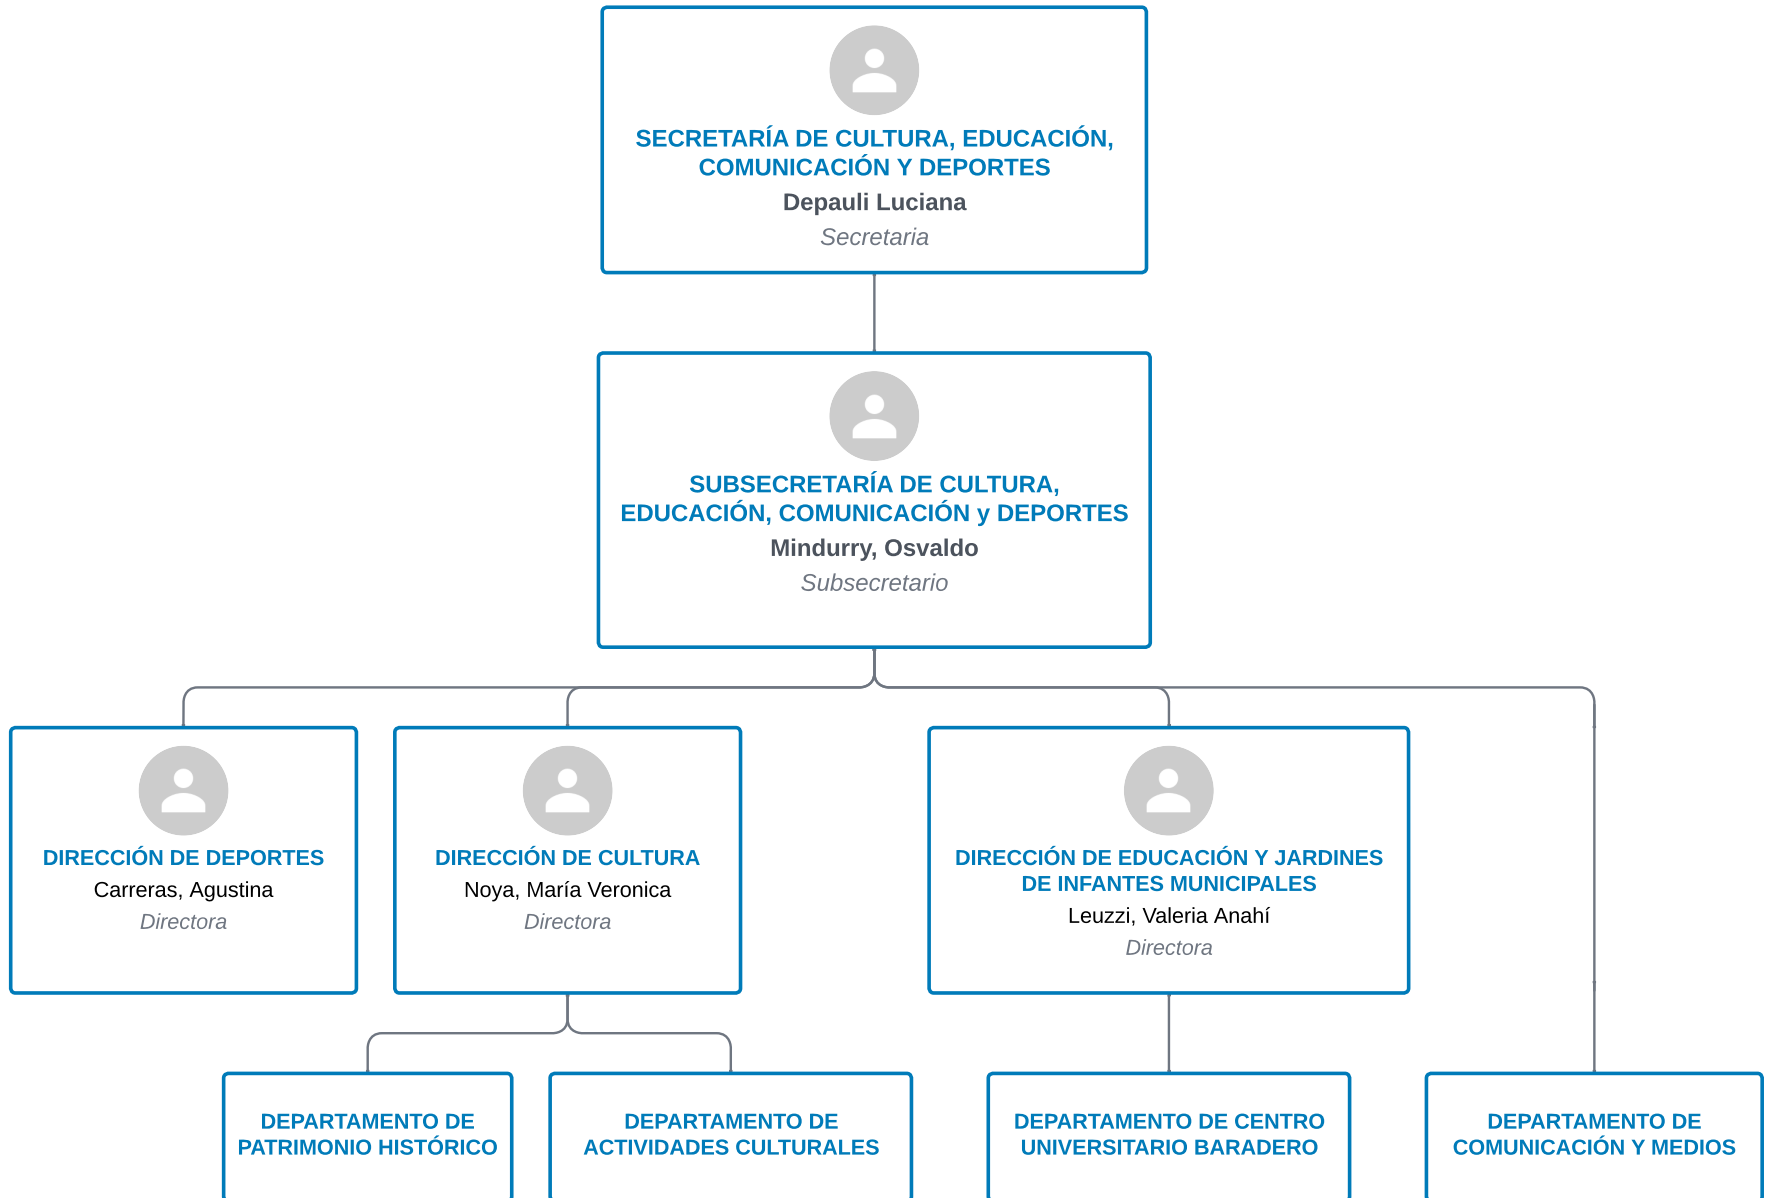 SECRETARÍA DE CULTURA, EDUCACIÓN,
COMUNICACIÓN Y DEPORTES
Depauli Luciana
Secretaria
SUBSECRETARÍA DE CULTURA,
EDUCACIÓN, COMUNICACIÓN y DEPORTES
Mindurry, Osvaldo
Subsecretario
DIRECCIÓN DE DEPORTES
Carreras, Agustina
Directora
DIRECCIÓN DE CULTURA
Noya, María Veronica
Directora
DIRECCIÓN DE EDUCACIÓN Y JARDINES
DE INFANTES MUNICIPALES
Leuzzi, Valeria Anahí
Directora
DEPARTAMENTO DE
PATRIMONIO HISTÓRICO
DEPARTAMENTO DE
ACTIVIDADES CULTURALES
DEPARTAMENTO DE CENTRO
UNIVERSITARIO BARADERO
DEPARTAMENTO DE
COMUNICACIÓN Y MEDIOS